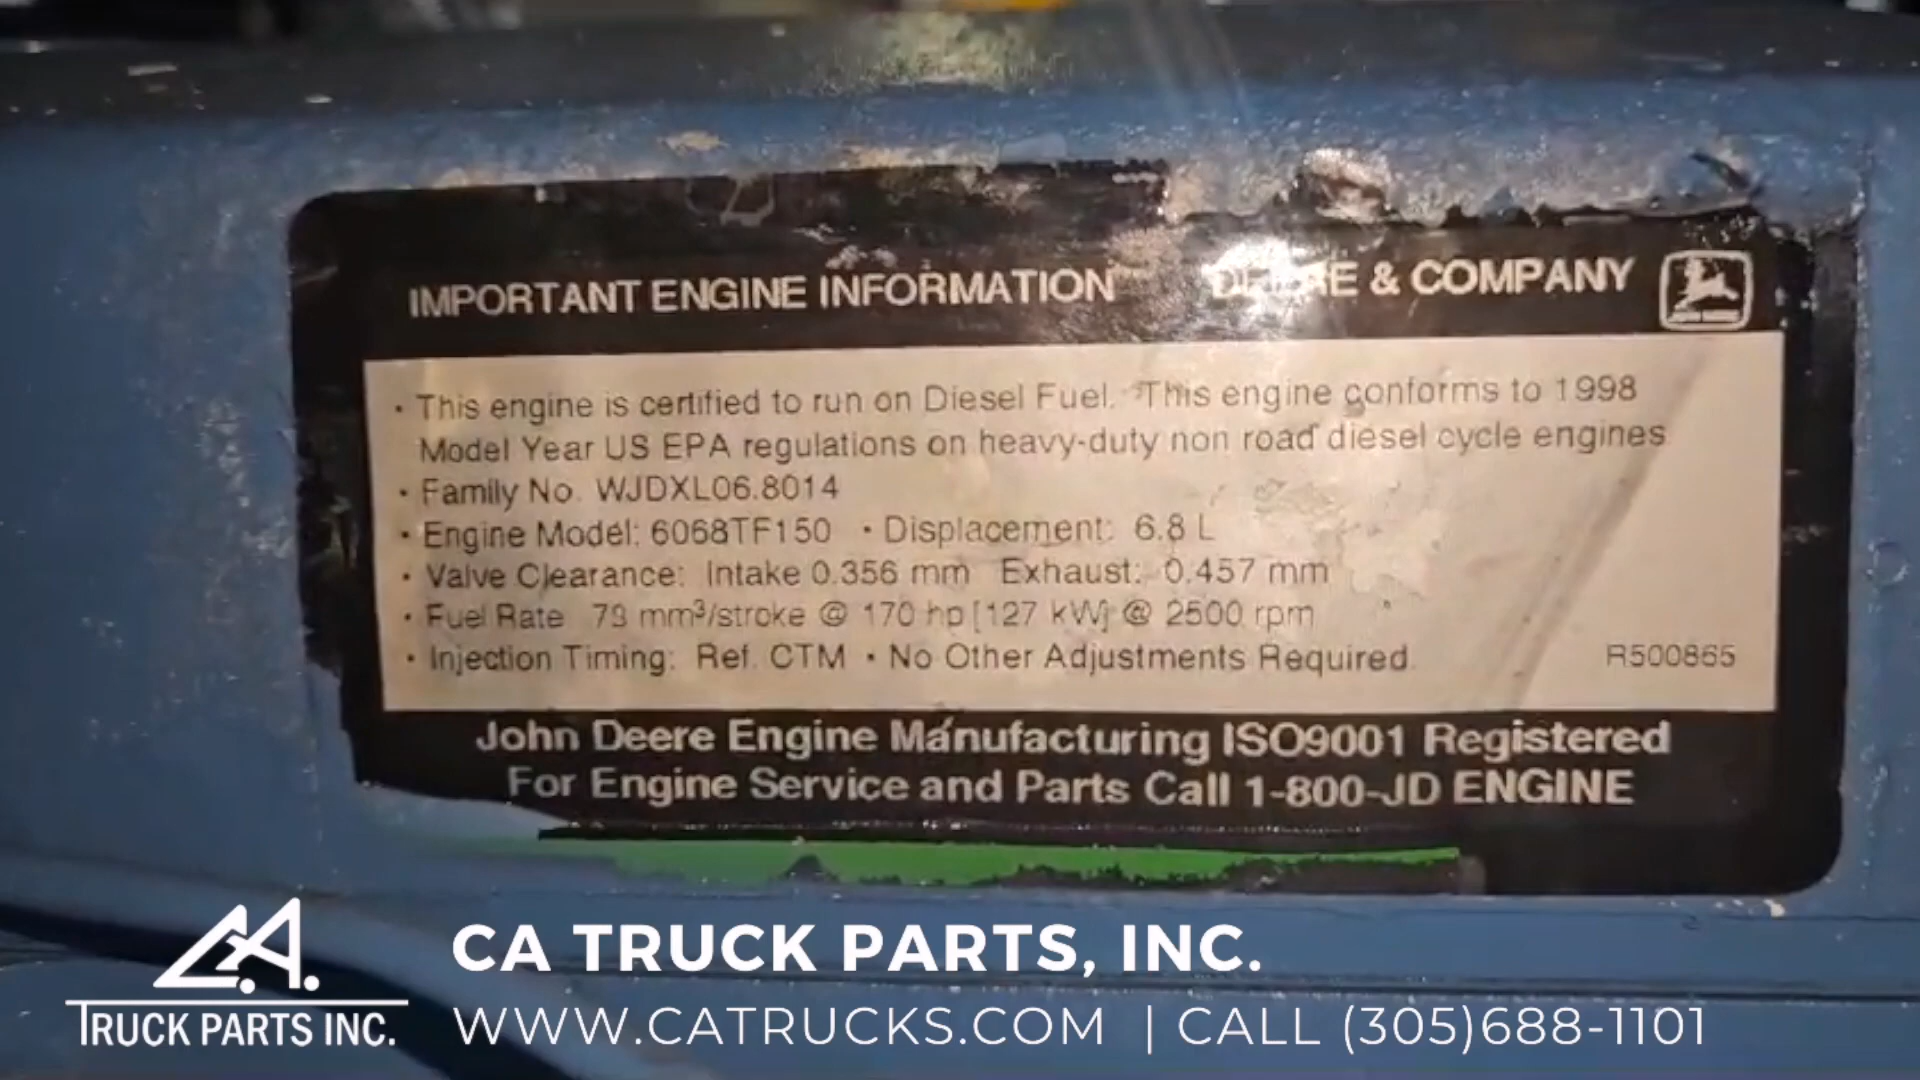 IMPORTANT ENGINE INFORMATION DEERE & COMPANY
• This engine is certified to run on Diesel Fuel. This engine conforms to 1998
Model Year US EPA regulations on heavy-duty non road diesel cycle engines
• Family No. WJDXL06.8014
• Engine Model: 6068TF150 • Displacement: 6.8 L
• Valve Clearance: Intake 0.356 mm Exhaust: 0.457 mm
• Fuel Rate mm³/stroke @ 170 hp [127 kW] @ 2500 rpm
• Injection Timing: Ref. CTM • No Other Adjustments Required.
R500865
John Deere Engine Manufacturing ISO9001 Registered
For Engine Service and Parts Call 1-800-JD ENGINE
C.A.
TRUCK PARTS INC.
CA TRUCK PARTS, INC.
WWW.CATRUCKS.COM | CALL (305)688-1101